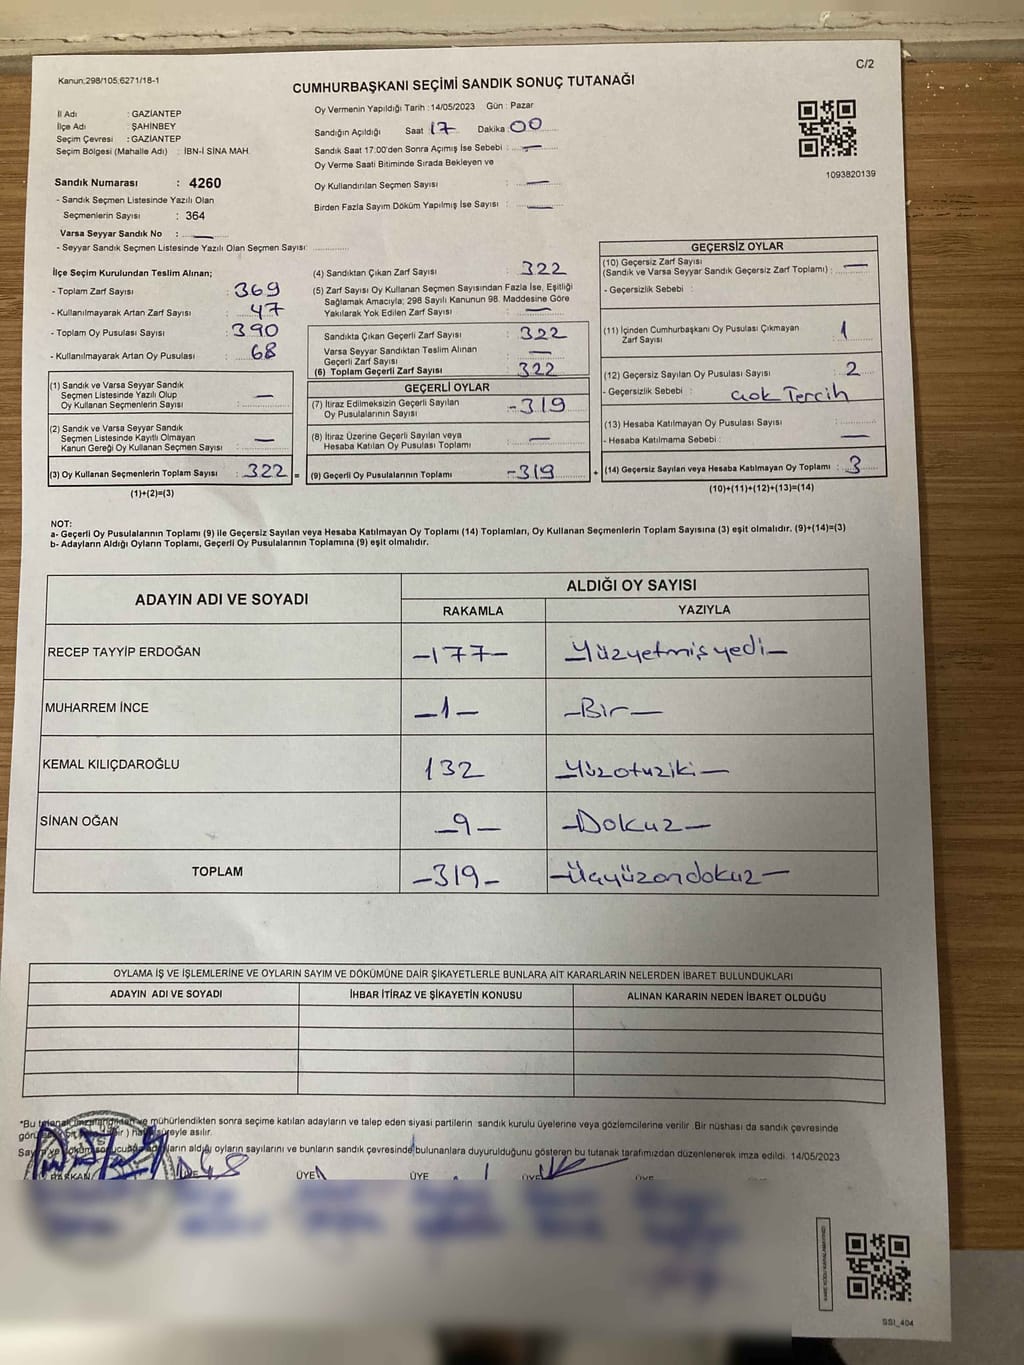 C/2
Kanun:298/105,6271/18-1
CUMHURBAŞKANI SEÇİMİ SANDIK SONUÇ TUTANAĞI
İl Adı : GAZİANTEP
İlçe Adı : ŞAHİNBEY
Seçim Çevresi : GAZİANTEP
Seçim Bölgesi (Mahalle Adı) : İBN-İ SİNA MAH.
Sandık Numarası : 4260
- Sandık Seçmen Listesinde Yazılı Olan
Seçmenlerin Sayısı : 364
Varsa Seyyar Sandık No : —
- Seyyar Sandık Seçmen Listesinde Yazılı Olan Seçmen Sayısı:
Oy Vermenin Yapıldığı Tarih : 14/05/2023 Gün : Pazar
Sandığın Açıldığı Saat 17 Dakika 00
Sandık Saat 17:00'den Sonra Açımış İse Sebebi : —
Oy Verme Saati Bitiminde Sırada Bekleyen ve
Oy Kullandırılan Seçmen Sayısı : —
Birden Fazla Sayım Döküm Yapılmış İse Sayısı : —
1093820139
İlçe Seçim Kurulundan Teslim Alınan;
- Toplam Zarf Sayısı : 369
- Kullanılmayarak Artan Zarf Sayısı : 47
- Toplam Oy Pusulası Sayısı : 390
- Kullanılmayarak Artan Oy Pusulası : 68
(1) Sandık ve Varsa Seyyar Sandık
Seçmen Listesinde Yazılı Olup
Oy Kullanan Seçmenlerin Sayısı : —
(2) Sandık ve Varsa Seyyar Sandık
Seçmen Listesinde Kayıtlı Olmayan
Kanun Gereği Oy Kullanan Seçmen Sayısı : —
(3) Oy Kullanan Seçmenlerin Toplam Sayısı : 322 =
(1)+(2)=(3)
(4) Sandıktan Çıkan Zarf Sayısı : 322
(5) Zarf Sayısı Oy Kullanan Seçmen Sayısından Fazla İse, Eşitliği
Sağlamak Amacıyla; 298 Sayılı Kanunun 98. Maddesine Göre
Yakılarak Yok Edilen Zarf Sayısı : —
Sandıkta Çıkan Geçerli Zarf Sayısı : 322
Varsa Seyyar Sandıktan Teslim Alınan
Geçerli Zarf Sayısı : —
(6) Toplam Geçerli Zarf Sayısı : 322
GEÇERLİ OYLAR
(7) İtiraz Edilmeksizin Geçerli Sayılan
Oy Pusulalarının Sayısı : -319
(8) İtiraz Üzerine Geçerli Sayılan veya
Hesaba Katılan Oy Pusulası Toplamı : —
(9) Geçerli Oy Pusulalarının Toplamı : -319 +
GEÇERSİZ OYLAR
(10) Geçersiz Zarf Sayısı
(Sandık ve Varsa Seyyar Sandık Geçersiz Zarf Toplamı) : —
- Geçersizlik Sebebi :
(11) İçinden Cumhurbaşkanı Oy Pusulası Çıkmayan
Zarf Sayısı : 1
(12) Geçersiz Sayılan Oy Pusulası Sayısı : 2
- Geçersizlik Sebebi : Çok Tercih
(13) Hesaba Katılmayan Oy Pusulası Sayısı :
- Hesaba Katılmama Sebebi : —
(14) Geçersiz Sayılan veya Hesaba Katılmayan Oy Toplamı : 3
(10)+(11)+(12)+(13)=(14)
NOT:
a- Geçerli Oy Pusulalarının Toplamı (9) ile Geçersiz Sayılan veya Hesaba Katılmayan Oy Toplamı (14) Toplamları, Oy Kullanan Seçmenlerin Toplam Sayısına (3) eşit olmalıdır. (9)+(14)=(3)
b- Adayların Aldığı Oyların Toplamı, Geçerli Oy Pusulalarının Toplamına (9) eşit olmalıdır.
ADAYIN ADI VE SOYADI ALDIĞI OY SAYISI
RAKAMLA YAZIYLA
RECEP TAYYİP ERDOĞAN -177- -Yüzyetmişyedi-
MUHARREM İNCE -1- -Bir-
KEMAL KILIÇDAROĞLU 132 -Yüzotuziki-
SİNAN OĞAN -9- -Dokuz-
TOPLAM -319- -Üçyüzondokuz-
OYLAMA İŞ VE İŞLEMLERİNE VE OYLARIN SAYIM VE DÖKÜMÜNE DAİR ŞİKAYETLERLE BUNLARA AİT KARARLARIN NELERDEN İBARET BULUNDUKLARI
ADAYIN ADI VE SOYADI İHBAR İTİRAZ VE ŞİKAYETİN KONUSU ALINAN KARARIN NEDEN İBARET OLDUĞU
*Bu mühürlendikten sonra seçime katılan adayların ve talep eden siyasi partilerin sandık kurulu üyelerine veya gözlemcilerine verilir Bir nüshası da sandık çevresinde
süreyle asılır.
aldığı oyların sayılarını ve bunların sandık çevresinde bulunanlara duyurulduğunu gösteren bu tutanak tarafımızdan düzenlenerek imza edildi. 14/05/2023
BAŞKAN ÜYE ÜYE ÜYE ÜYE
SSI_404